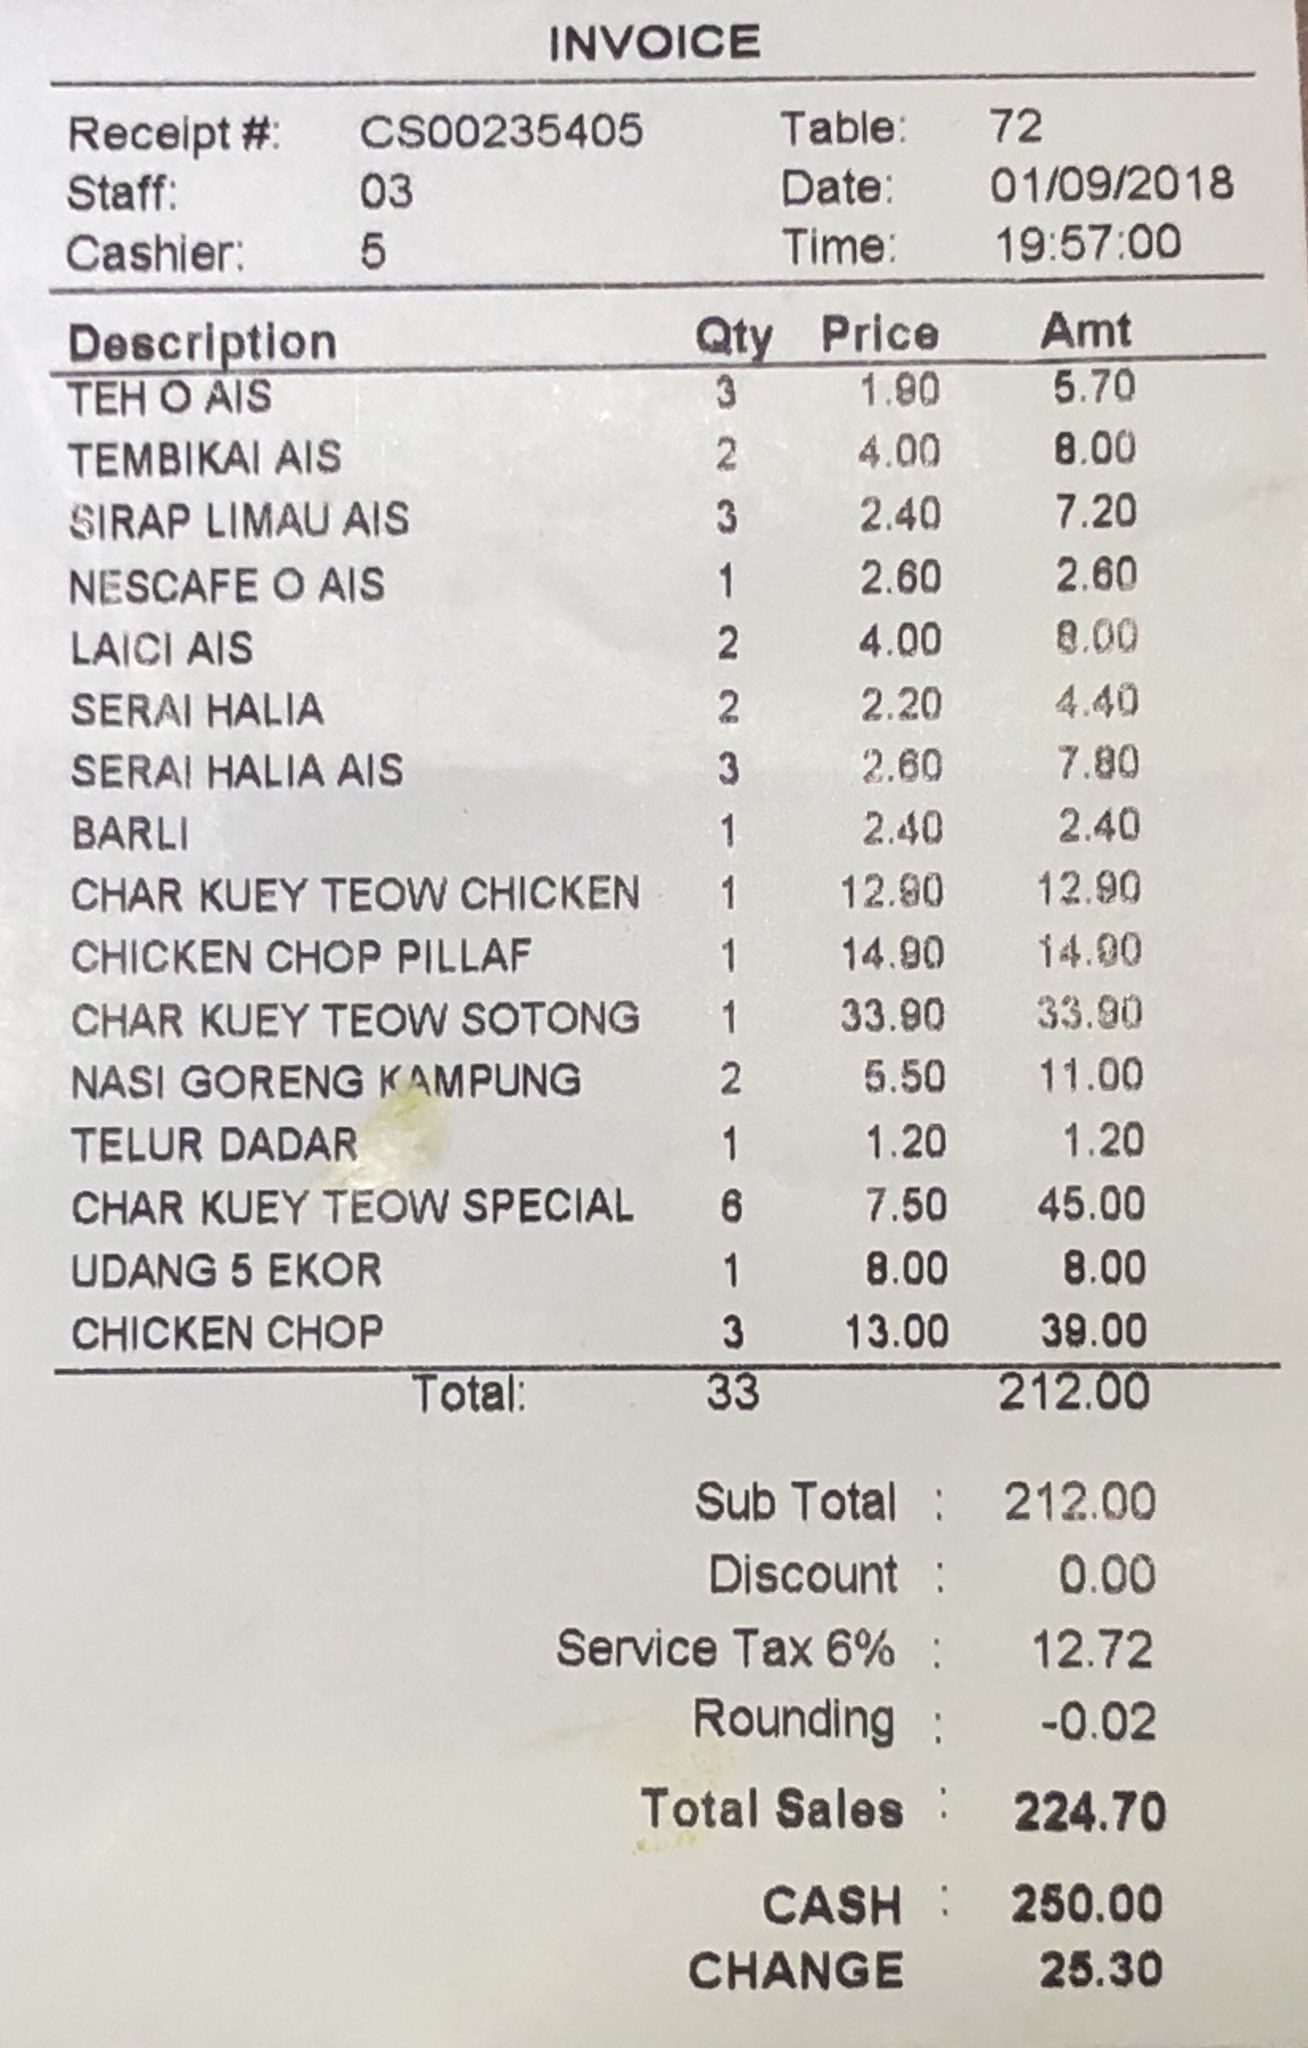 INVOICE
Receipt #: CS00235405 Table: 72
Staff: 03 Date: 01/09/2018
Cashier: 5 Time: 19:57:00
Description Qty Price Amt
TEH O AIS 3 1.90 5.70
TEMBIKAI AIS 2 4.00 8.00
SIRAP LIMAU AIS 3 2.40 7.20
NESCAFE O AIS 1 2.60 2.60
LAICI AIS 2 4.00 8.00
SERAI HALIA 2 2.20 4.40
SERAI HALIA AIS 3 2.60 7.80
BARLI 1 2.40 2.40
CHAR KUEY TEOW CHICKEN 1 12.90 12.90
CHICKEN CHOP PILLAF 1 14.90 14.90
CHAR KUEY TEOW SOTONG 1 33.90 33.90
NASI GORENG KAMPUNG 2 5.50 11.00
TELUR DADAR 1 1.20 1.20
CHAR KUEY TEOW SPECIAL 6 7.50 45.00
UDANG 5 EKOR 1 8.00 8.00
CHICKEN CHOP 3 13.00 39.00
Total: 33 212.00
Sub Total : 212.00
Discount : 0.00
Service Tax 6% : 12.72
Rounding : -0.02
Total Sales : 224.70
CASH : 250.00
CHANGE 25.30